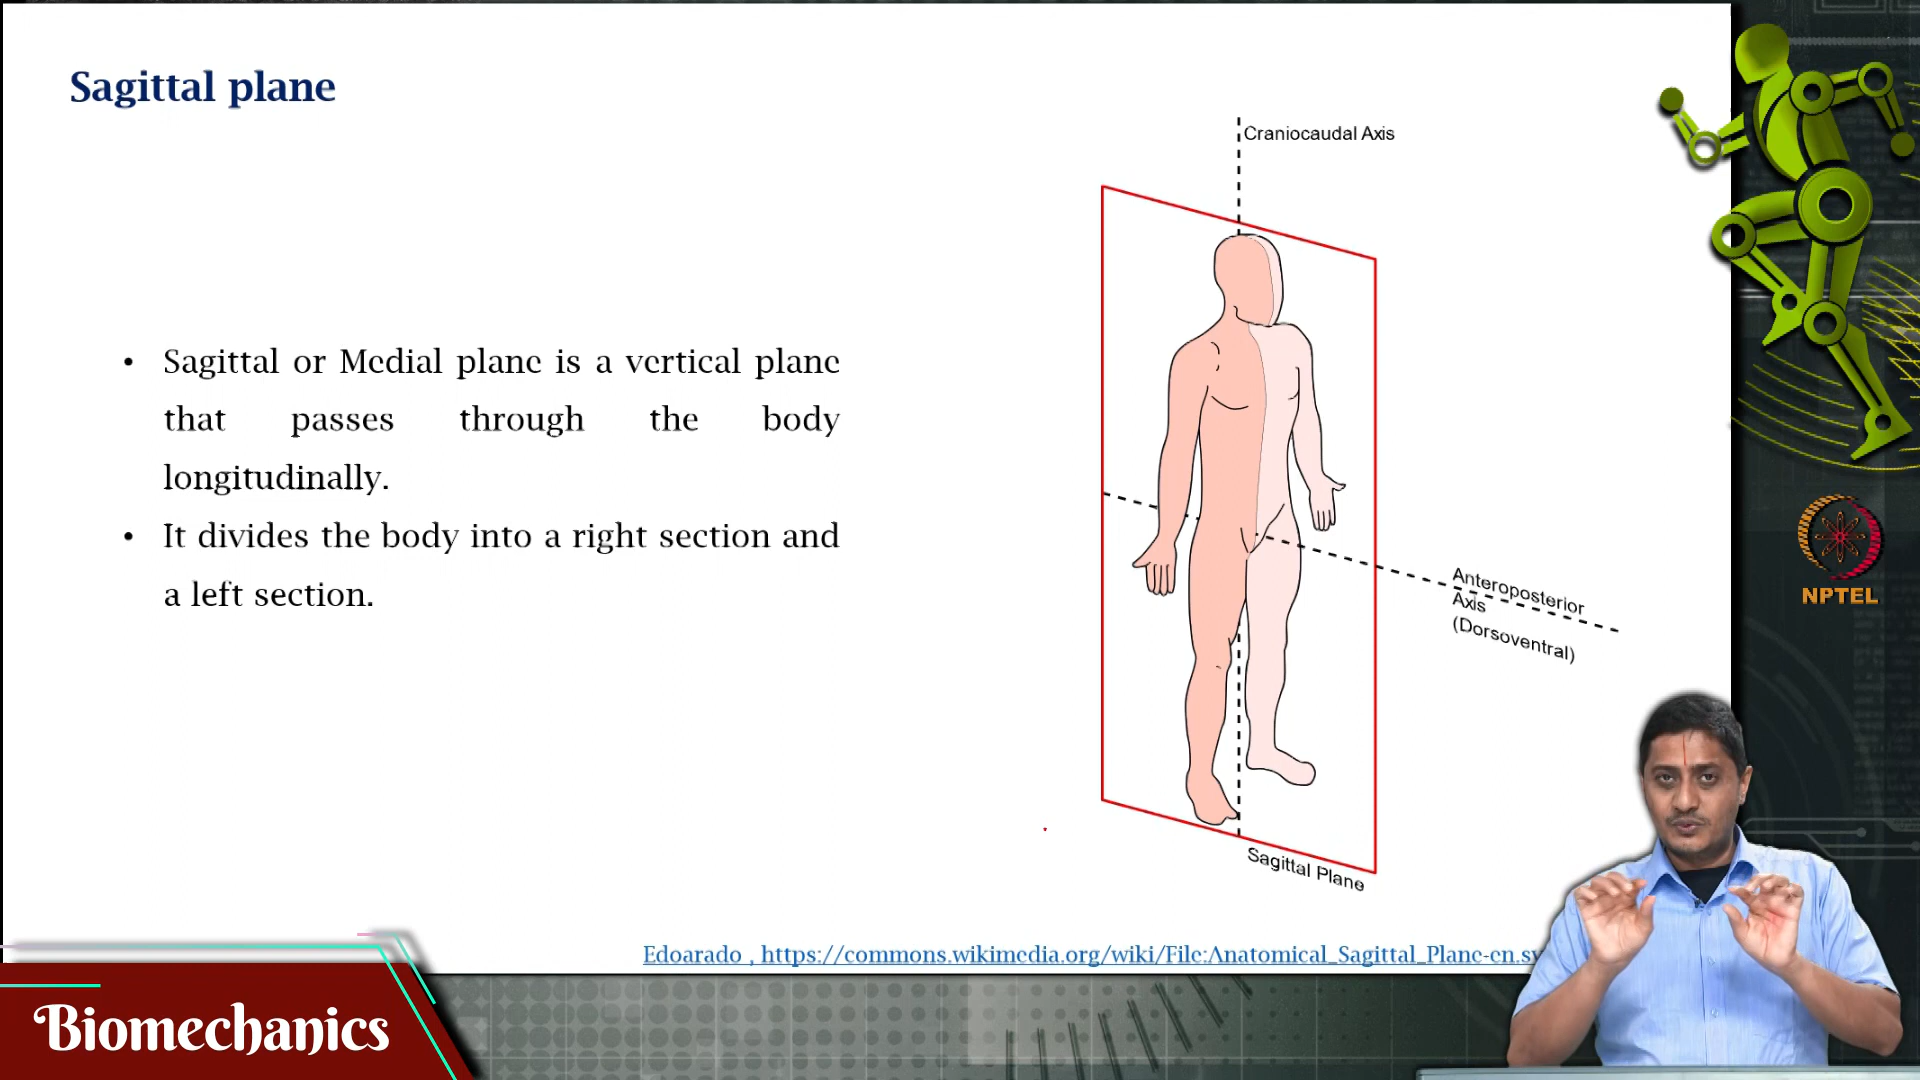 Sagittal plane
Craniocaudal Axis
• Sagittal or Medial plane is a vertical plane
that passes through the body
longitudinally.
• It divides the body into a right section and
a left section.
Anteroposterior
Axis
(Dorsoventral)
NPTEL
Sagittal Plane
Edoarado , https://commons.wikimedia.org/wiki/File:Anatomical_Sagittal_Plane-en.sv
Biomechanics